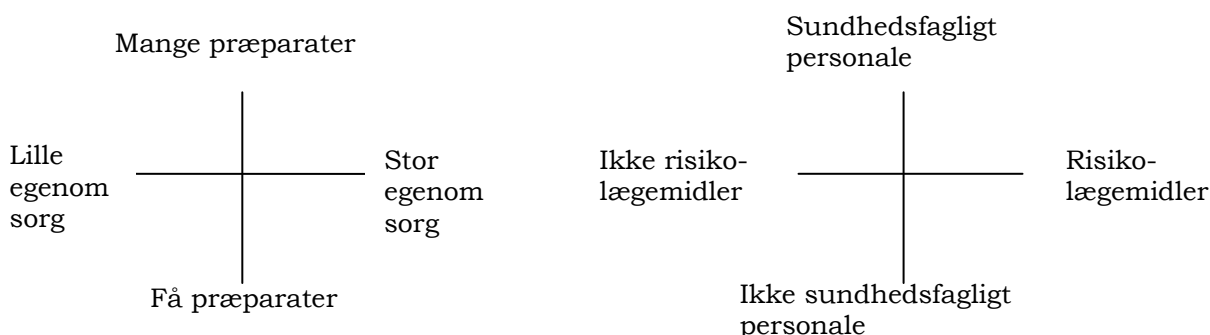 Mange præparater
Lille
egenom
sorg
Stor
egenom
sorg
Få præparater
Sundhedsfagligt
personale
Ikke risiko-
lægemidler
Risiko-
lægemidler
Ikke sundhedsfagligt
personale